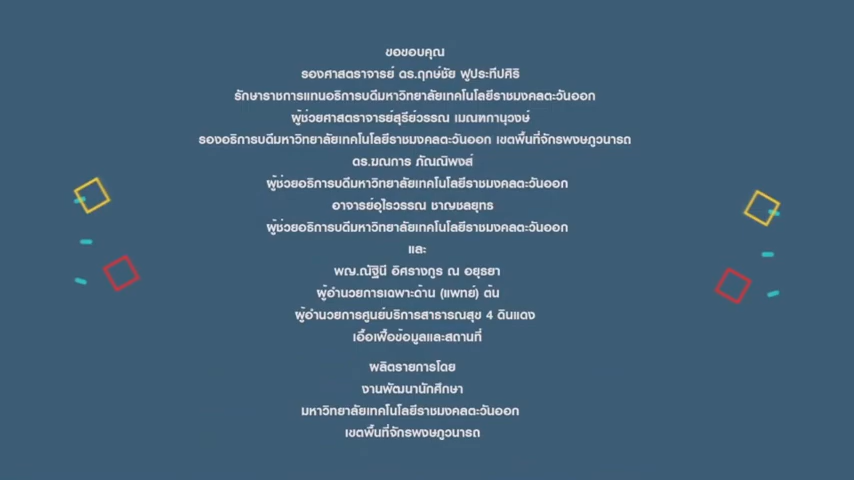 ขอขอบคุณ
รองศาสตราจารย์ ดร.ฤกษ์ชัย ฟูประทีปศิริ
รักษาราชการแทนอธิการบดีมหาวิทยาลัยเทคโนโลยีราชมงคลตะวันออก
ผู้ช่วยศาสตราจารย์สุรีย์วรรณ เมณฑกานุวงษ์
รองอธิการบดีมหาวิทยาลัยเทคโนโลยีราชมงคลตะวันออก เขตพื้นที่จักรพงษภูวนารถ
ดร.ฆณการ ภัณณิพงส์
ผู้ช่วยอธิการบดีมหาวิทยาลัยเทคโนโลยีราชมงคลตะวันออก
อาจารย์อุไรวรรณ ชาญชลยุทธ
ผู้ช่วยอธิการบดีมหาวิทยาลัยเทคโนโลยีราชมงคลตะวันออก
และ
พญ.ณัฐินี อิศรางกูร ณ อยุธยา
ผู้อำนวยการเฉพาะด้าน (แพทย์) ต้น
ผู้อำนวยการศูนย์บริการสาธารณสุข 4 ดินแดง
เอื้อเฟื้อข้อมูลและสถานที่
ผลิตรายการโดย
งานพัฒนานักศึกษา
มหาวิทยาลัยเทคโนโลยีราชมงคลตะวันออก
เขตพื้นที่จักรพงษภูวนารถ